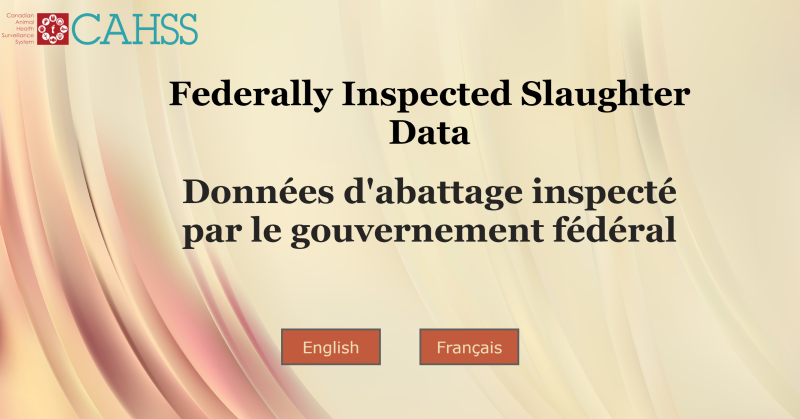 Canadian
Animal
Health
Surveillance
System
CAHSS
Federally Inspected Slaughter
Data
Données d'abattage inspecté
par le gouvernement fédéral
English
Français